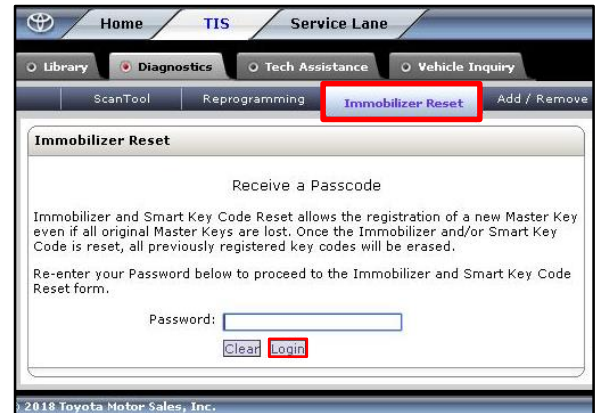 Home TIS Service Lane
Library Diagnostics Tech Assistance Vehicle Inquiry
ScanTool Reprogramming Immobilizer Reset Add / Remove
Immobilizer Reset
Receive a Passcode
Immobilizer and Smart Key Code Reset allows the registration of a new Master Key
even if all original Master Keys are lost. Once the Immobilizer and/or Smart Key
Code is reset, all previously registered key codes will be erased.
Re-enter your Password below to proceed to the Immobilizer and Smart Key Code
Reset form.
Password:
Clear Login
2018 Toyota Motor Sales, Inc.